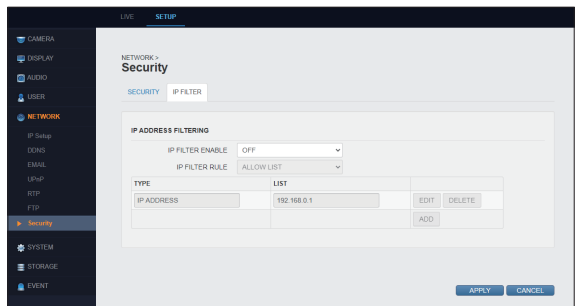 LIVE SETUP
CAMERA
DISPLAY
AUDIO
USER
NETWORK
IP Setup
DDNS
EMAIL
UPnP
RTP
FTP
Security
SYSTEM
STORAGE
EVENT
NETWORK >
Security
SECURITY IP FILTER
IP ADDRESS FILTERING
IP FILTER ENABLE OFF
IP FILTER RULE ALLOW LIST
TYPE LIST
IP ADDRESS 192.168.0.1 EDIT DELETE
ADD
APPLY CANCEL